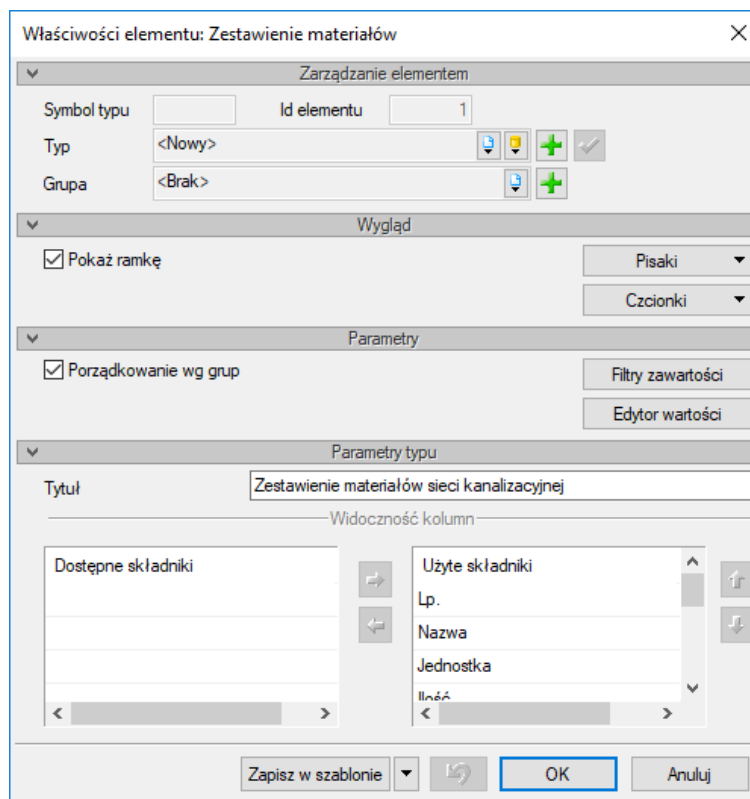 Właściwości elementu: Zestawienie materiałów
Zarządzanie elementem
Symbol typu Id elementu 1
Typ <Nowy>
Grupa <Brak>
Wygląd
Pokaż ramkę Pisaki
Czcionki
Parametry
Porządkowanie wg grup Filtry zawartości
Edytor wartości
Parametry typu
Tytuł Zestawienie materiałów sieci kanalizacyjnej
Widoczność kolumn
Dostępne składniki Użyte składniki
Lp.
Nazwa
Jednostka
Ilość
Zapisz w szablonie OK Anuluj